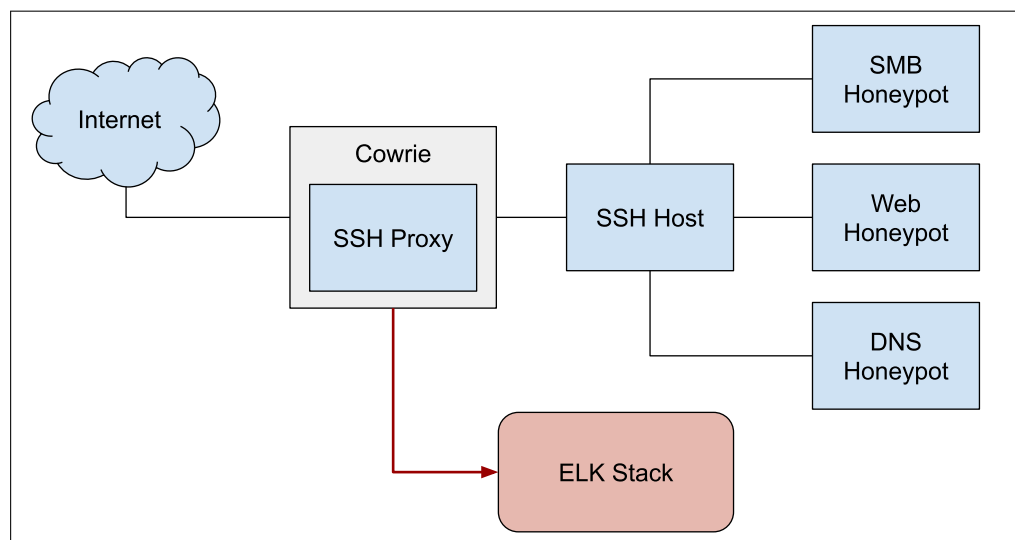 Internet
Cowrie
SSH Proxy
SSH Host
SMB
Honeypot
Web
Honeypot
DNS
Honeypot
ELK Stack